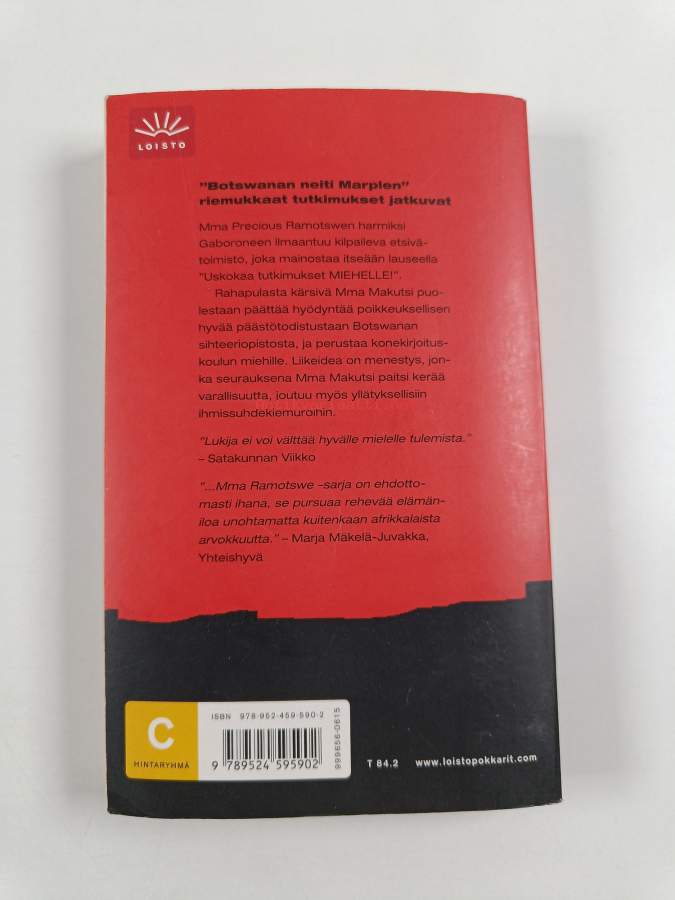 LOISTO
”Botswanan neiti Marplen”
riemukkaat tutkimukset jatkuvat
Mma Precious Ramotswen harmiksi
Gaboroneen ilmaantuu kilpaileva etsivä-
toimisto, joka mainostaa itseään lauseella
”Uskokaa tutkimukset MIEHELLE!”.
Rahapulasta kärsivä Mma Makutsi puo-
lestaan päättää hyödyntää poikkeuksellisen
hyvää päästötodistustaan Botswanan
sihteeriopistosta, ja perustaa konekirjoitus-
koulun miehille. Liikeidea on menestys, jon-
ka seurauksena Mma Makutsi paitsi kerää
varallisuutta, joutuu myös yllätyksellisiin
ihmissuhdekiemuroihin.
”Lukija ei voi välttää hyvälle mielelle tulemista.”
– Satakunnan Viikko
”...Mma Ramotswe -sarja on ehdotto-
masti ihana, se pursuaa rehevää elämän-
iloa unohtamatta kuitenkaan afrikkalaista
arvokkuutta.” – Marja Mäkelä-Juvakka,
Yhteishyvä
C
HINTARYHMÄ
ISBN 978-952-459-590-2
9 789524 595902
999656-0615
T 84.2 www.loistopokkarit.com